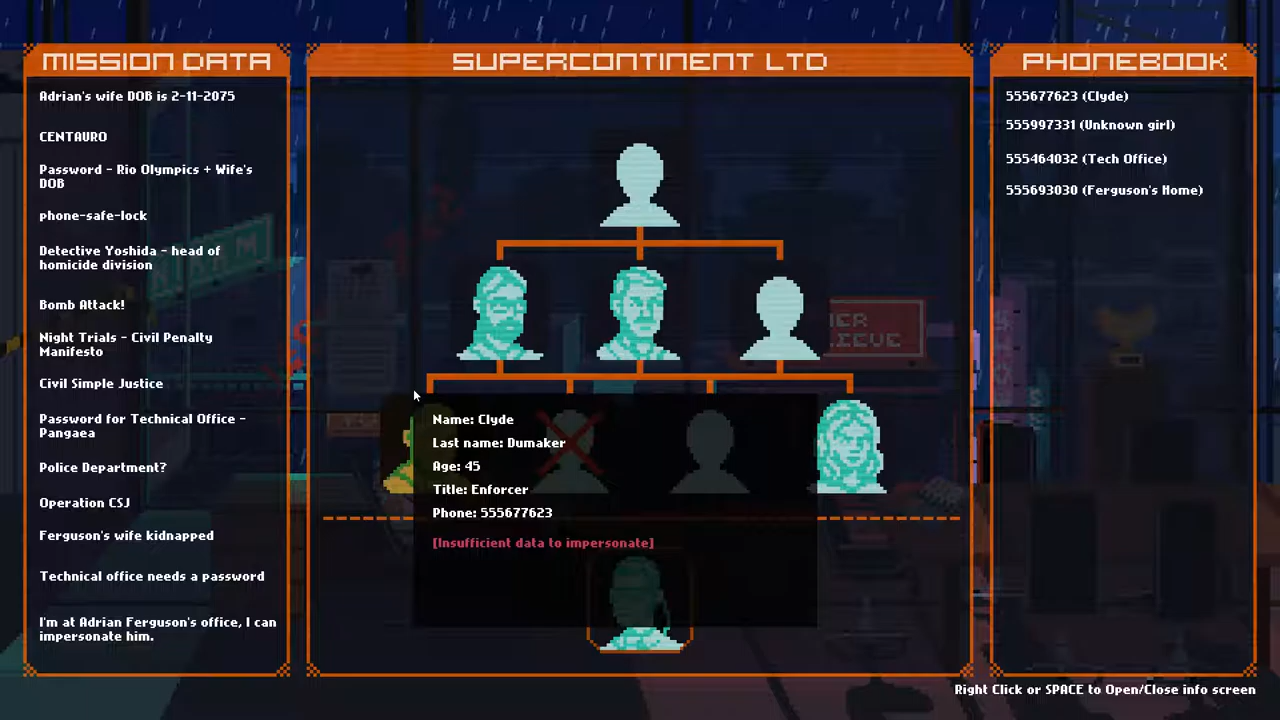 MISSION DATA
Adrian's wife DOB is 2-11-2075
CENTAURO
Password - Rio Olympics + Wife's
DOB
phone-safe-lock
Detective Yoshida - head of
homicide division
Bomb Attack!
Night Trials - Civil Penalty
Manifesto
Civil Simple Justice
Password for Technical Office -
Pangaea
Police Department?
Operation CSJ
Ferguson's wife kidnapped
Technical office needs a password
I'm at Adrian Ferguson's office, I can
impersonate him.
SUPERCONTINENT LTD
Name: Clyde
Last name: Dumaker
Age: 45
Title: Enforcer
Phone: 555677623
[Insufficient data to impersonate]
PHONEBOOK
555677623 (Clyde)
555997331 (Unknown girl)
555464032 (Tech Office)
555693030 (Ferguson's Home)
Right Click or SPACE to Open/Close info screen